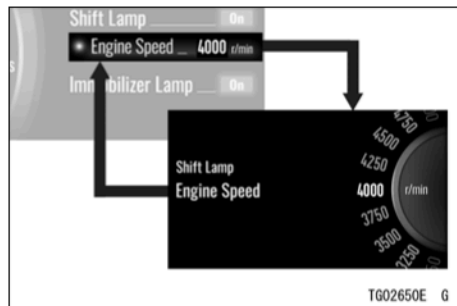 Shift Lamp On
Engine Speed 4000 r/min
Immobilizer Lamp On
s
Shift Lamp
Engine Speed
4750
4500
4250
4000 r/min
3750
3500
3250
TG02650E G